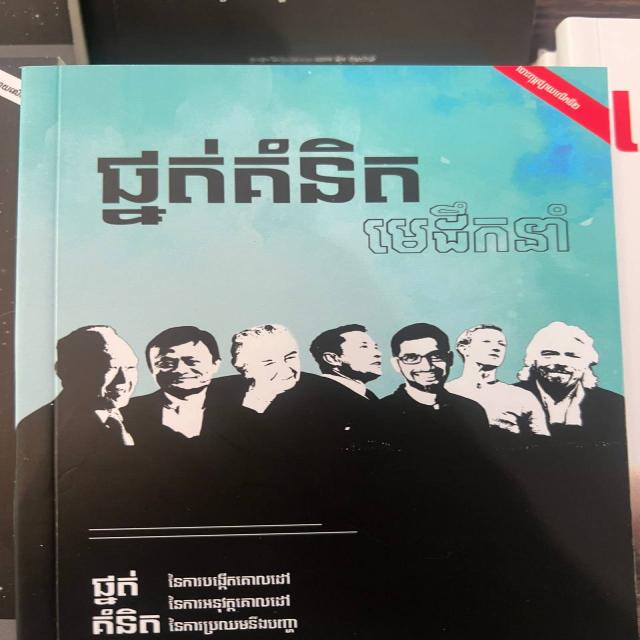 ផ្នត់គំនិត
មេដឹកនាំ
ផ្នត់
គំនិត
នៃការបង្កើតគោលដៅ
នៃការអនុវត្តគោលដៅ
នៃការប្រឈមនឹងបញ្ហា